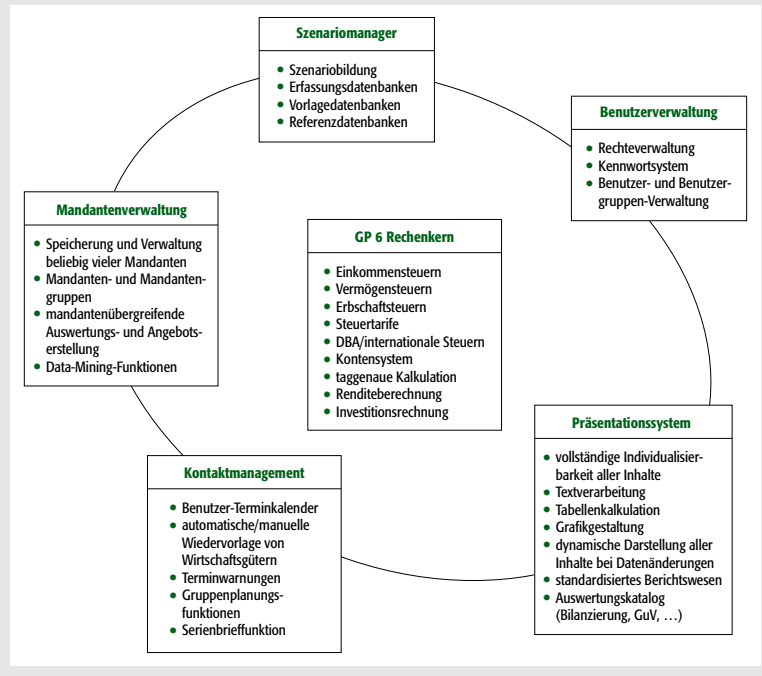 Szenariomanager
• Szenariobildung
• Erfassungsdatenbanken
• Vorlagedatenbanken
• Referenzdatenbanken
Benutzerverwaltung
• Rechteverwaltung
• Kennwortsystem
• Benutzer- und Benutzer-
gruppen-Verwaltung
Mandantenverwaltung
• Speicherung und Verwaltung
beliebig vieler Mandanten
• Mandanten- und Mandanten-
gruppen
• mandantenübergreifende
Auswertungs- und Angebots-
erstellung
• Data-Mining-Funktionen
GP 6 Rechenkern
• Einkommensteuern
• Vermögensteuern
• Erbschaftsteuern
• Steuertarife
• DBA/internationale Steuern
• Kontensystem
• taggenaue Kalkulation
• Renditeberechnung
• Investitionsrechnung
Präsentationssystem
• vollständige Individualisier-
barkeit aller Inhalte
• Textverarbeitung
• Tabellenkalkulation
• Grafikgestaltung
• dynamische Darstellung aller
Inhalte bei Datenänderungen
• standardisiertes Berichtswesen
• Auswertungskatalog
(Bilanzierung, GuV, …)
Kontaktmanagement
• Benutzer-Terminkalender
• automatische/manuelle
Wiedervorlage von
Wirtschaftsgütern
• Terminwarnungen
• Gruppenplanungs-
funktionen
• Serienbrieffunktion